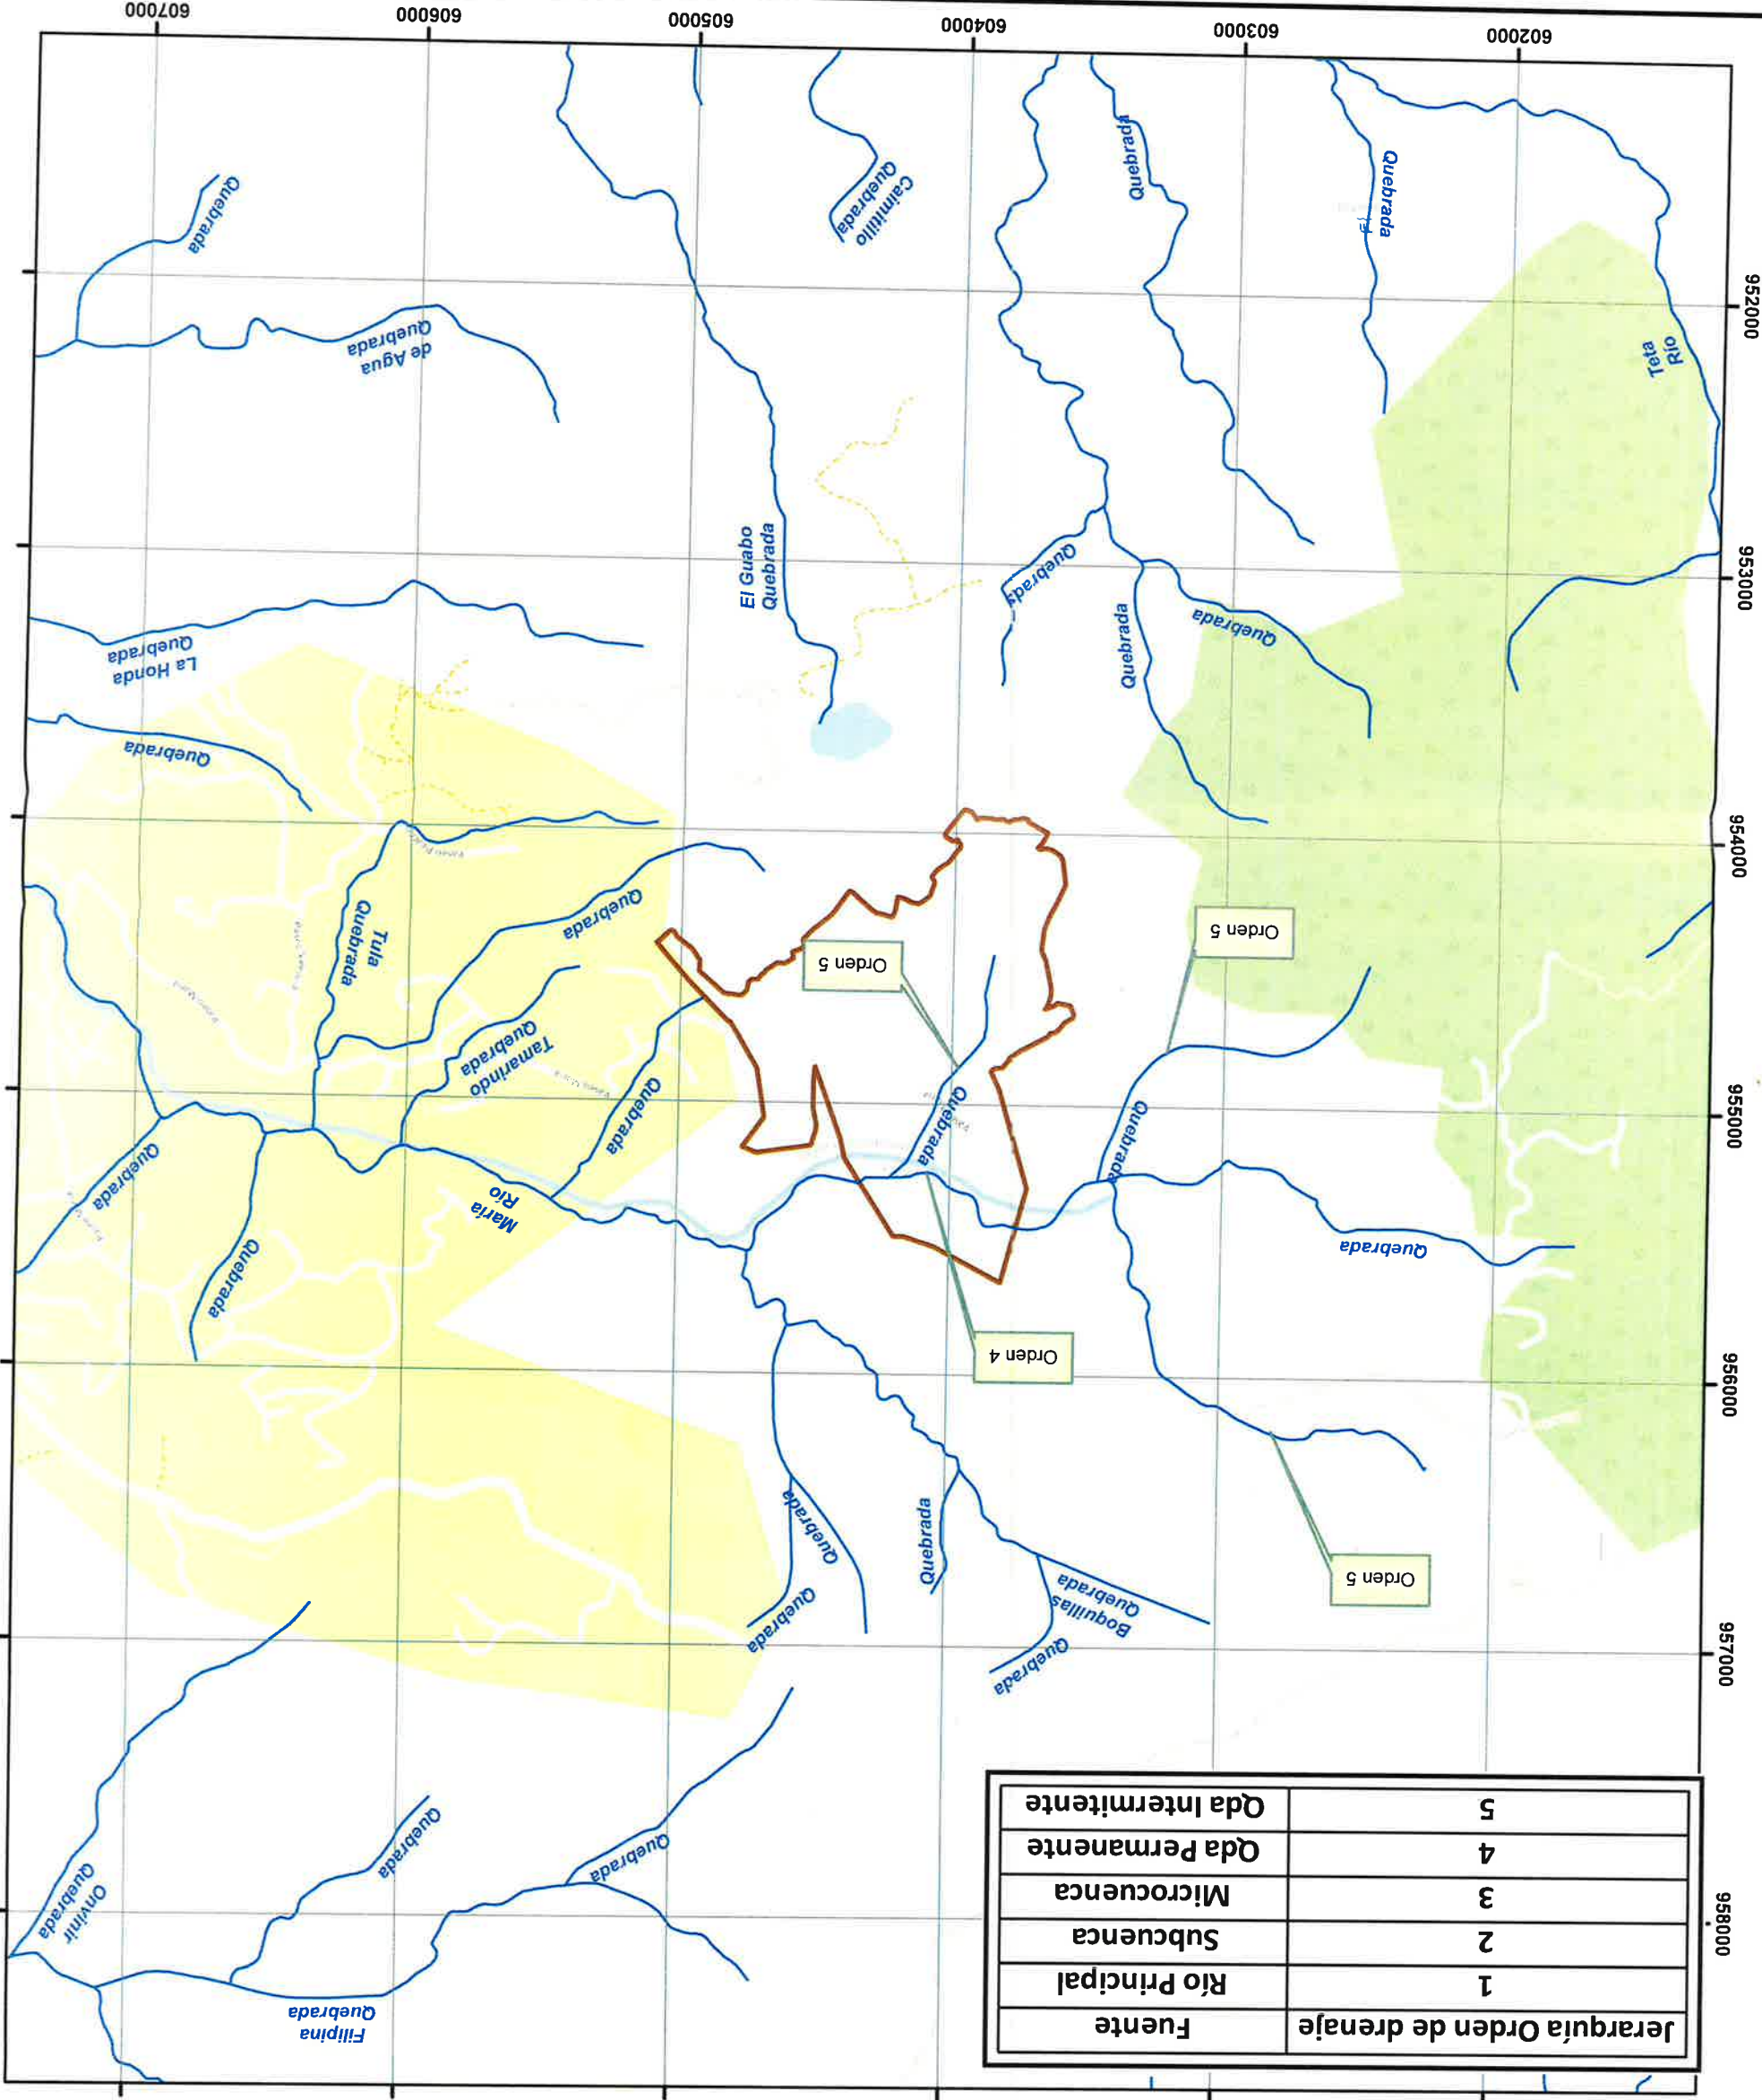 Jerarquía Orden de drenaje Fuente
1 Río Principal
2 Subcuenca
3 Microcuenca
4 Qda Permanente
5 Qda Intermitente
958000
Filipina
Quebrada
Onvinir
Quebrada
Quebrada
Quebrada
957000
Quebrada
Boquillas
Quebrada
Quebrada
Quebrada
Quebrada
Orden 5
956000
Orden 4
Quebrada
Quebrada
María
Río
955000
Quebrada
Quebrada
Quebrada
Quebrada
Tamarindo
Quebrada
Orden 5
Orden 5
Quebrada
Tula
Quebrada
954000
Quebrada
La Honda
Quebrada
953000
Quebrada
Quebrada
Quebrada
El Guabo
Quebrada
952000
Teta
Río
de Agua
Quebrada
Quebrada
Quebrada
Caimitillo
Quebrada
Quebrada
602000
603000
604000
605000
606000
607000